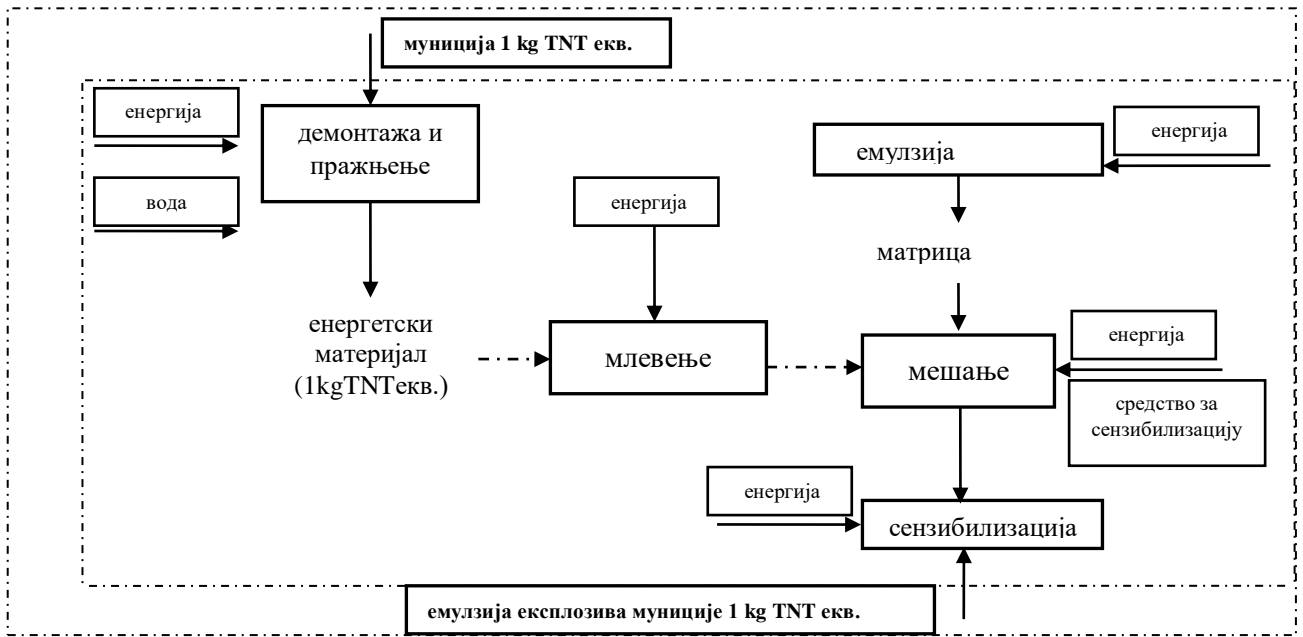 муниција 1 kg TNT екв.
енергија
демонтажа и
пражњење
вода
енергија
емулзија
енергија
матрица
енергетски
материјал
(1kgTNTекв.)
млевење
мешање
енергија
средство за
сензибилизацију
енергија
сензибилизација
емулзија експлозива муниције 1 kg TNT екв.